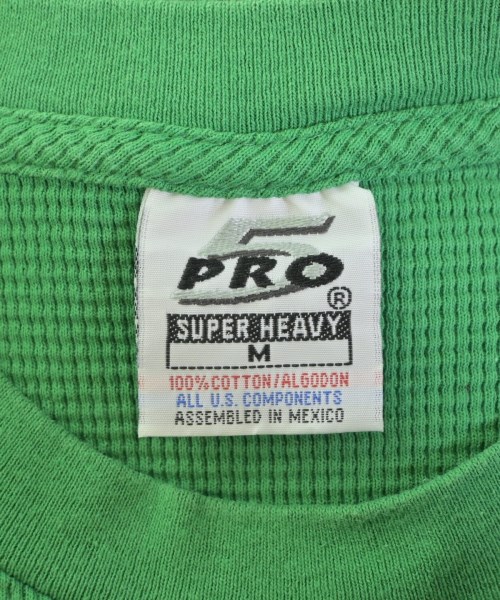 PRO 5
®
SUPER HEAVY
M
100% COTTON/ALGODON
ALL U.S. COMPONENTS
ASSEMBLED IN MEXICO